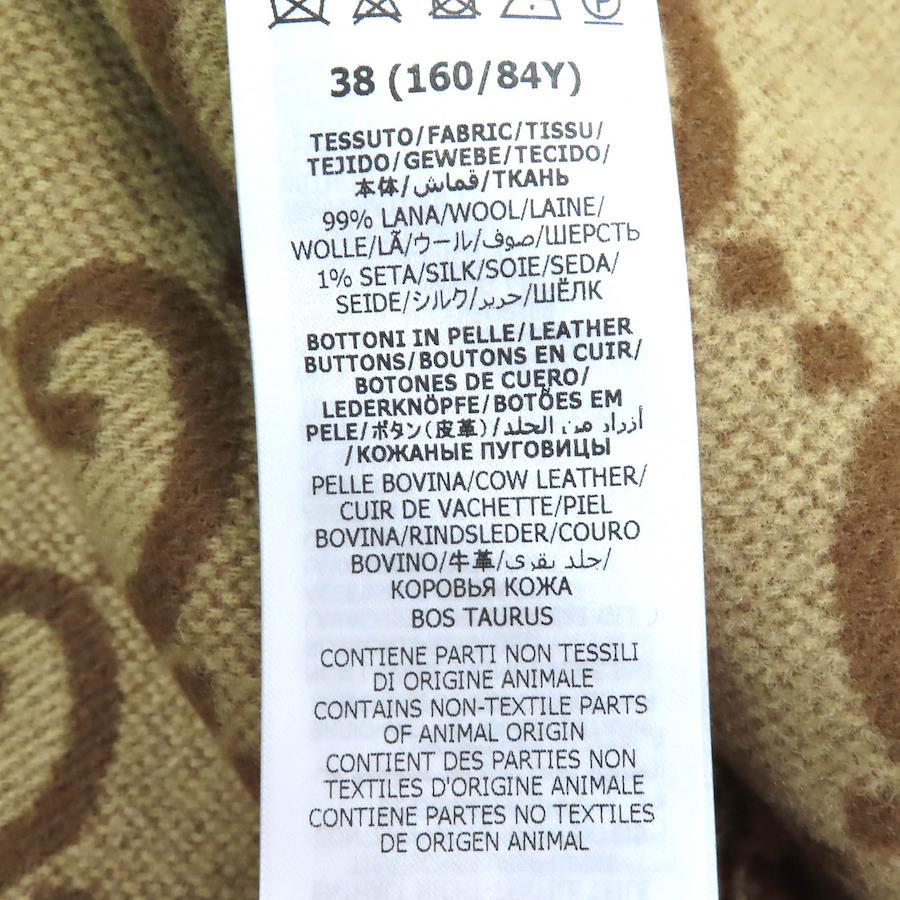 P
38 (160/84Y)
TESSUTO/FABRIC/TISSU/
TEJIDO/GEWEBE/TECIDO/
本体/قماش/ТКАНЬ
99% LANA/WOOL/LAINE/
WOLLE/LÃ/ウール/صوف/ШЕРСТЬ
1% SETA/SILK/SOIE/SEDA/
SEIDE/シルク/حرير/ШЁЛК
BOTTONI IN PELLE/LEATHER
BUTTONS/BOUTONS EN CUIR/
BOTONES DE CUERO/
LEDERKNÖPFE/BOTÕES EM
PELE/ボタン(皮革)/أزراد من الجلد
/КОЖАНЫЕ ПУГОВИЦЫ
PELLE BOVINA/COW LEATHER/
CUIR DE VACHETTE/PIEL
BOVINA/RINDSLEDER/COURO
BOVINO/牛革/جلد بقري/
КОРОВЬЯ КОЖА
BOS TAURUS
CONTIENE PARTI NON TESSILI
DI ORIGINE ANIMALE
CONTAINS NON-TEXTILE PARTS
OF ANIMAL ORIGIN
CONTIENT DES PARTIES NON
TEXTILES D'ORIGINE ANIMALE
CONTIENE PARTES NO TEXTILES
DE ORIGEN ANIMAL